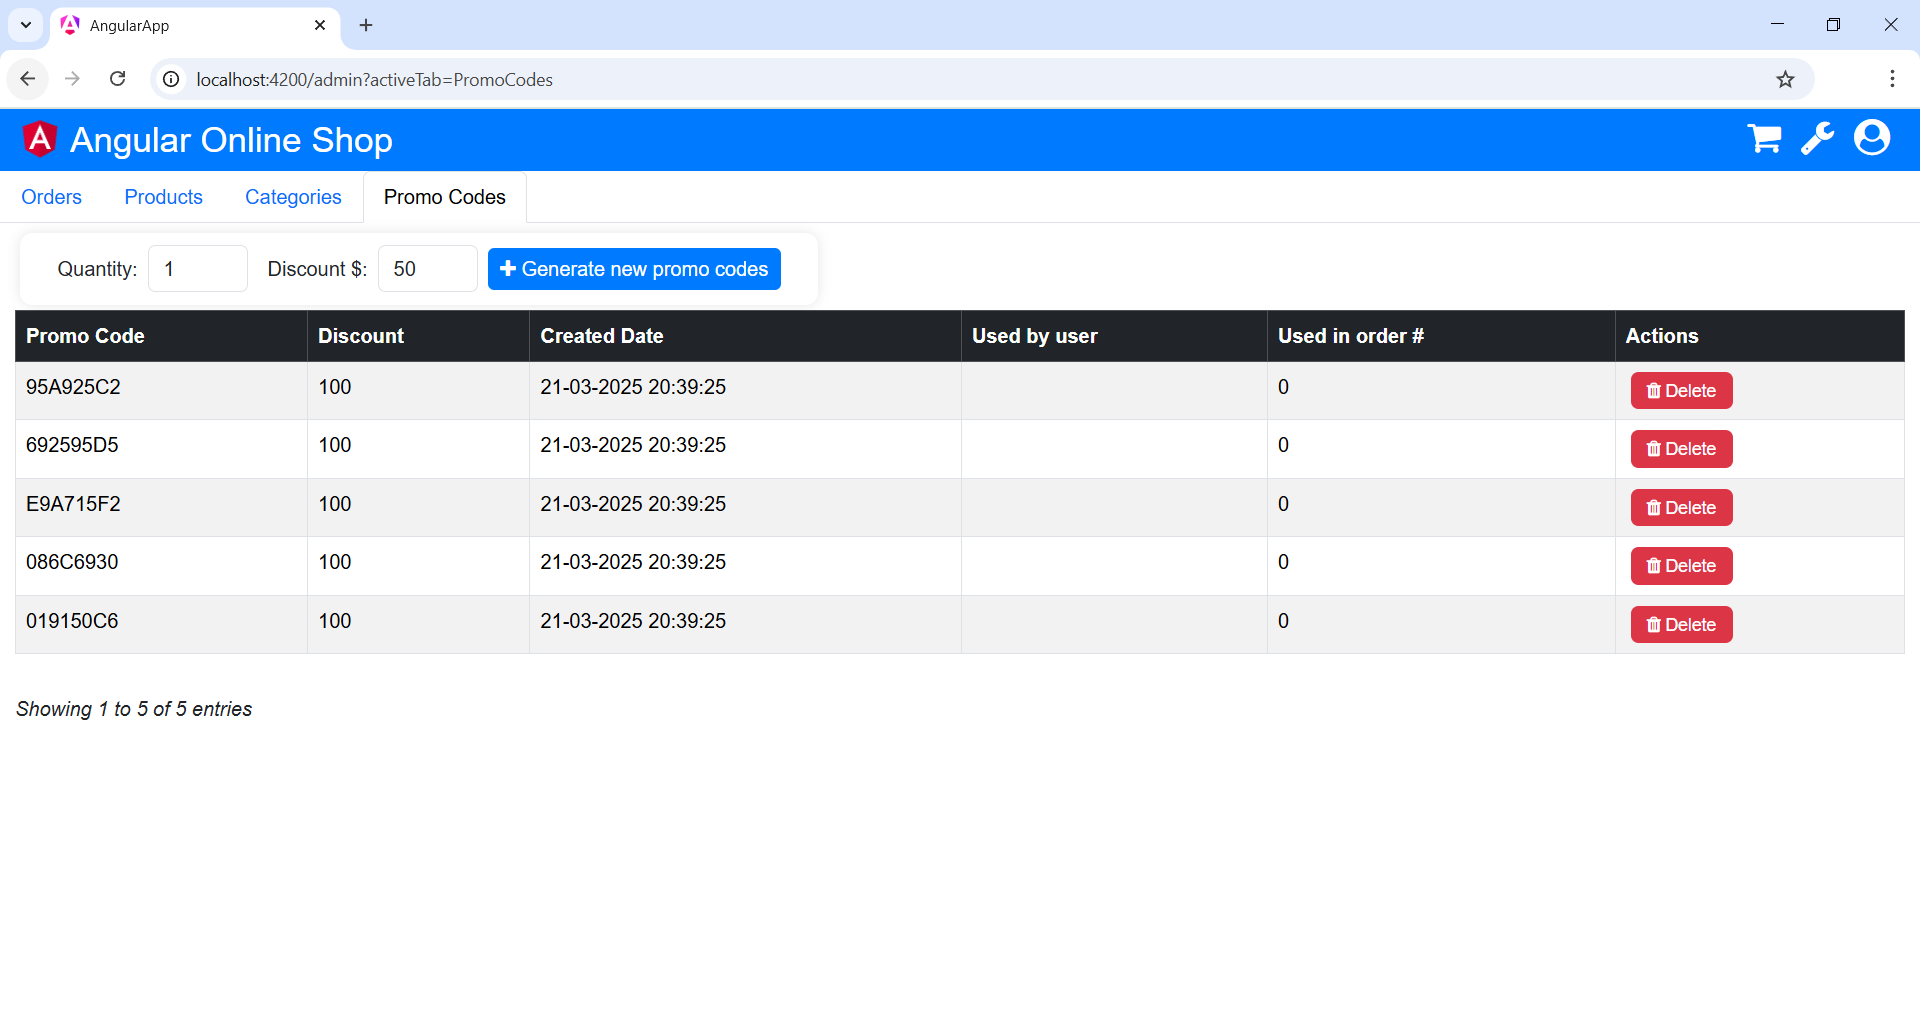 AngularApp
localhost:4200/admin?activeTab=PromoCodes
A Angular Online Shop
Orders Products Categories Promo Codes
Quantity: 1 Discount $: 50 Generate new promo codes
Promo Code Discount Created Date Used by user Used in order # Actions
95A925C2 100 21-03-2025 20:39:25 0 Delete
692595D5 100 21-03-2025 20:39:25 0 Delete
E9A715F2 100 21-03-2025 20:39:25 0 Delete
086C6930 100 21-03-2025 20:39:25 0 Delete
019150C6 100 21-03-2025 20:39:25 0 Delete
Showing 1 to 5 of 5 entries